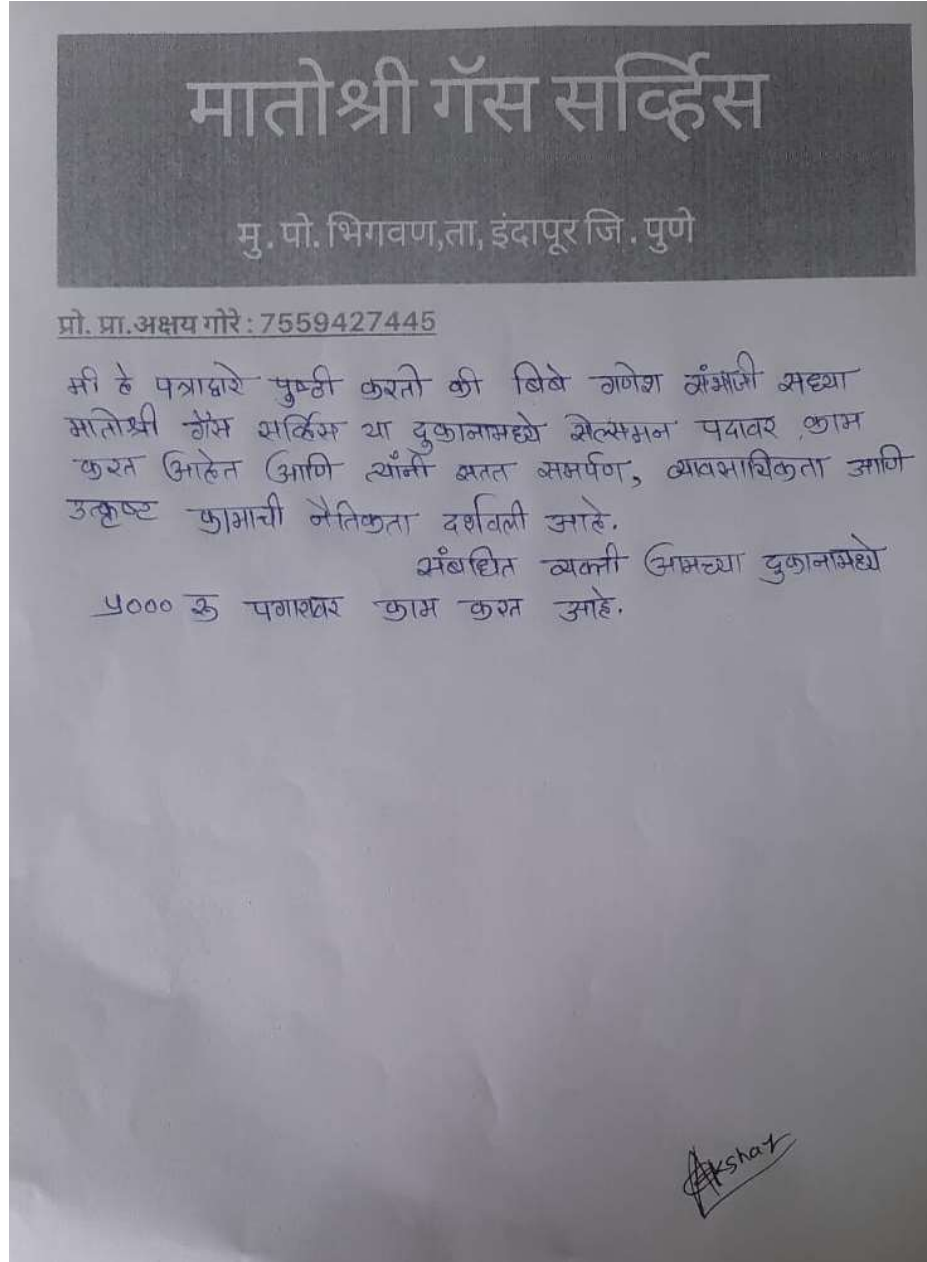 मातोश्री गॅस सर्व्हिस
मु. पो. भिगवण,ता, इंदापूर जि. पुणे
प्रो. प्रा.अक्षय गोरे : 7559427445
मी हे पत्राद्वारे पुष्ठी करतो की बिबे गणेश संभाजी सध्या
मातोश्री गॅस सर्व्हिस या दुकानामध्ये सेल्समन पदावर काम
करत आहेत आणि त्यांनी सतत समर्पण, व्यावसायिकता आणि
उत्कृष्ट कामाची नैतिकता दर्शवली आहे.
संबधित व्यक्ती आमच्या दुकानामध्ये
५००० रु पगारावर काम करत आहे.
Akshay